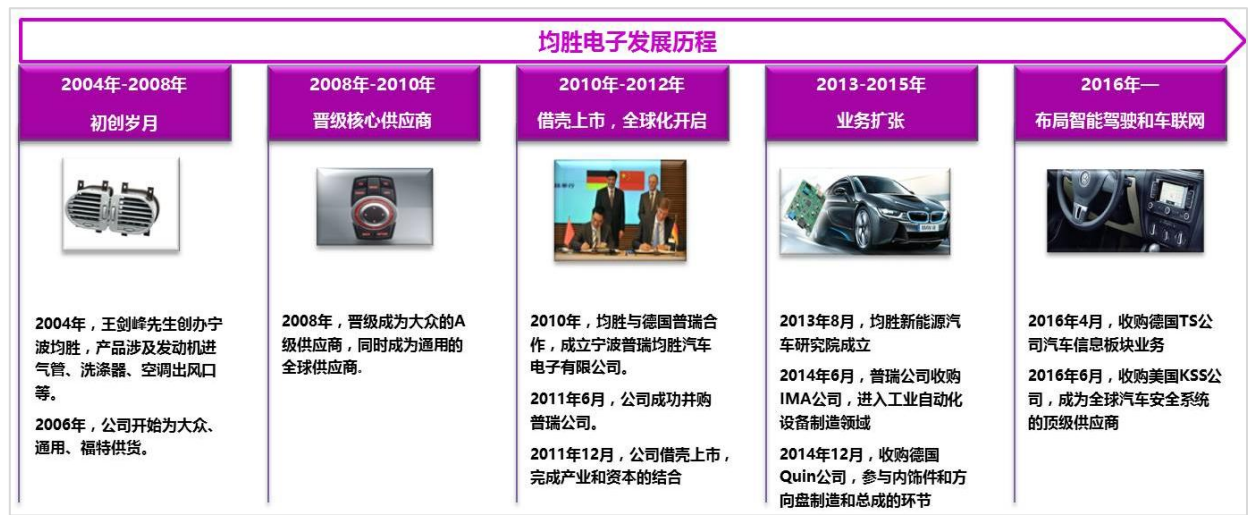 均胜电子发展历程
2004年-2008年
初创岁月
2004年，王剑峰先生创办宁
波均胜，产品涉及发动机进
气管、洗涤器、空调出风口
等。
2006年，公司开始为大众、
通用、福特供货。
2008年-2010年
晋级核心供应商
2008年，晋级成为大众的A
级供应商，同时成为通用的
全球供应商.
2010年-2012年
借壳上市，全球化开启
2010年，均胜与德国普瑞合
作，成立宁波普瑞均胜汽车
电子有限公司。
2011年6月，公司成功并购
普瑞公司。
2011年12月，公司借壳上市，
完成产业和资本的结合
2013-2015年
业务扩张
2013年8月，均胜新能源汽
车研究院成立
2014年6月，普瑞公司收购
IMA公司，进入工业自动化
设备制造领域
2014年12月，收购德国
Quin公司，参与内饰件和方
向盘制造和总成的环节
2016年—
布局智能驾驶和车联网
2016年4月，收购德国TS公
司汽车信息板块业务
2016年6月，收购美国KSS公
司，成为全球汽车安全系统
的顶级供应商